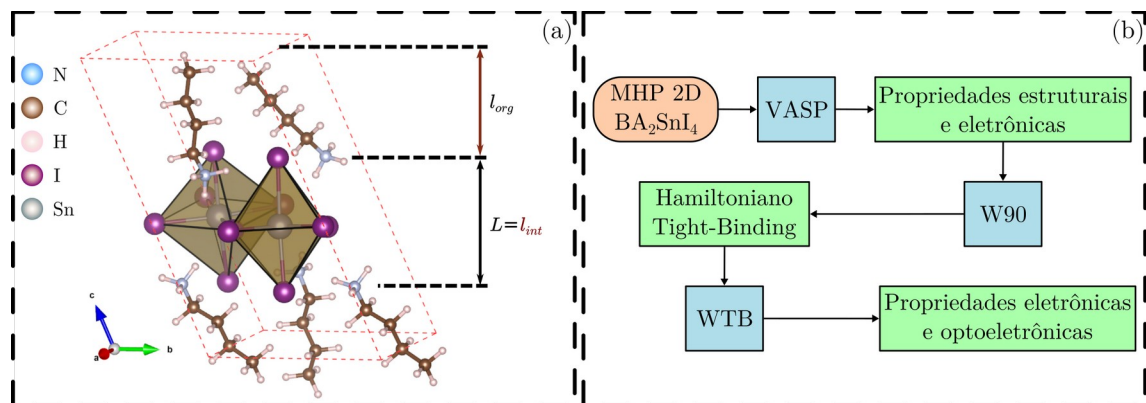 (a)
N
C
H
I
Sn
l_org
L=l_int
c
a
b
(b)
MHP 2D
BA₂SnI₄
VASP
Propriedades estruturais
e eletrônicas
W90
Hamiltoniano
Tight-Binding
WTB
Propriedades eletrônicas
e optoeletrônicas